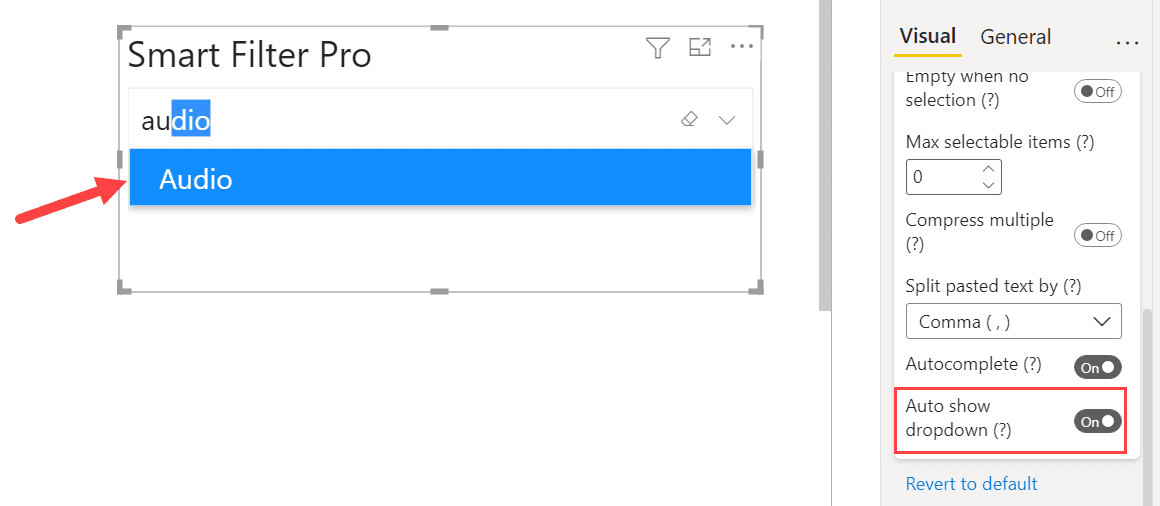 Smart Filter Pro
audio
Audio
Visual General
Empty when no
selection (?)
Off
Max selectable items (?)
0
Compress multiple
(?)
Off
Split pasted text by (?)
Comma ( , )
Autocomplete (?)
On
Auto show
dropdown (?)
On
Revert to default